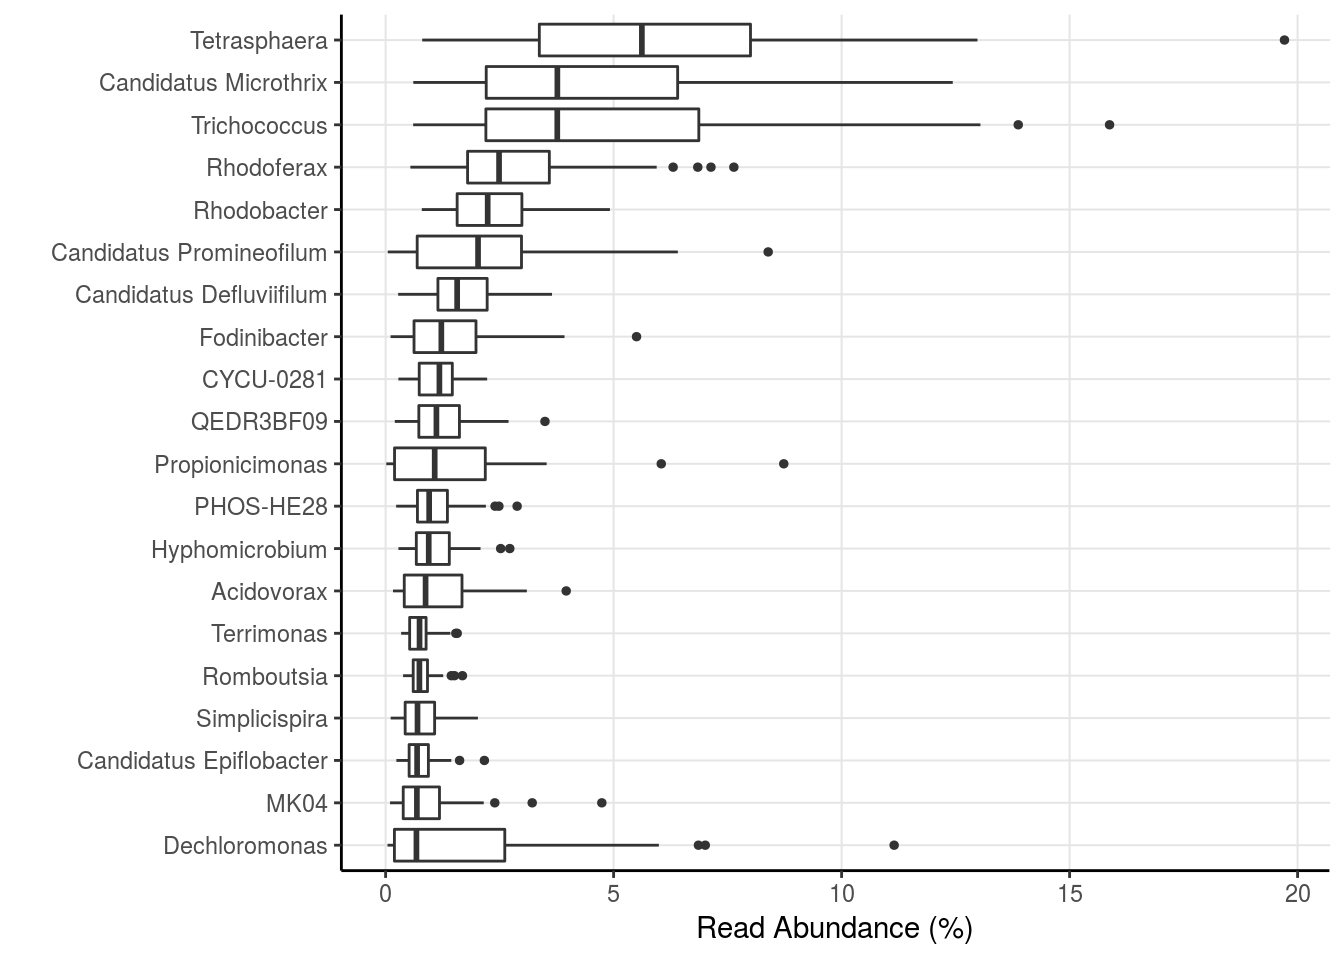 Tetrasphaera
Candidatus Microthrix
Trichococcus
Rhodoferax
Rhodobacter
Candidatus Promineofilum
Candidatus Defluviifilum
Fodinibacter
CYCU-0281
QEDR3BF09
Propionicimonas
PHOS-HE28
Hyphomicrobium
Acidovorax
Terrimonas
Romboutsia
Simplicispira
Candidatus Epiflobacter
MK04
Dechloromonas
0 5 10 15 20
Read Abundance (%)